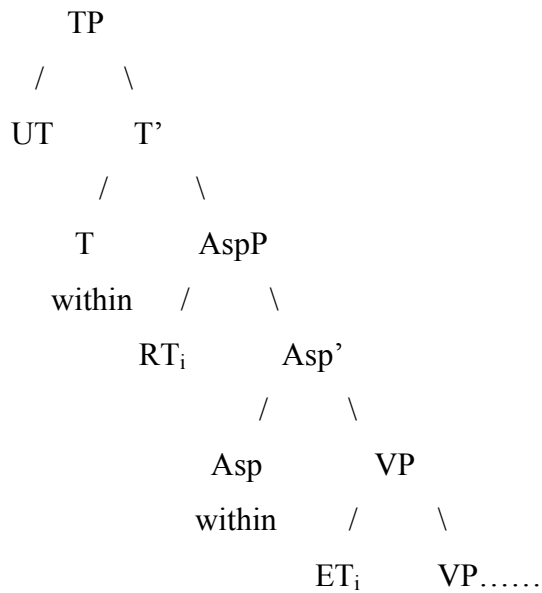 TP
/ \
UT T’
/ \
T AspP
within / \
RTi Asp’
/ \
Asp VP
within / \
ETi VP……